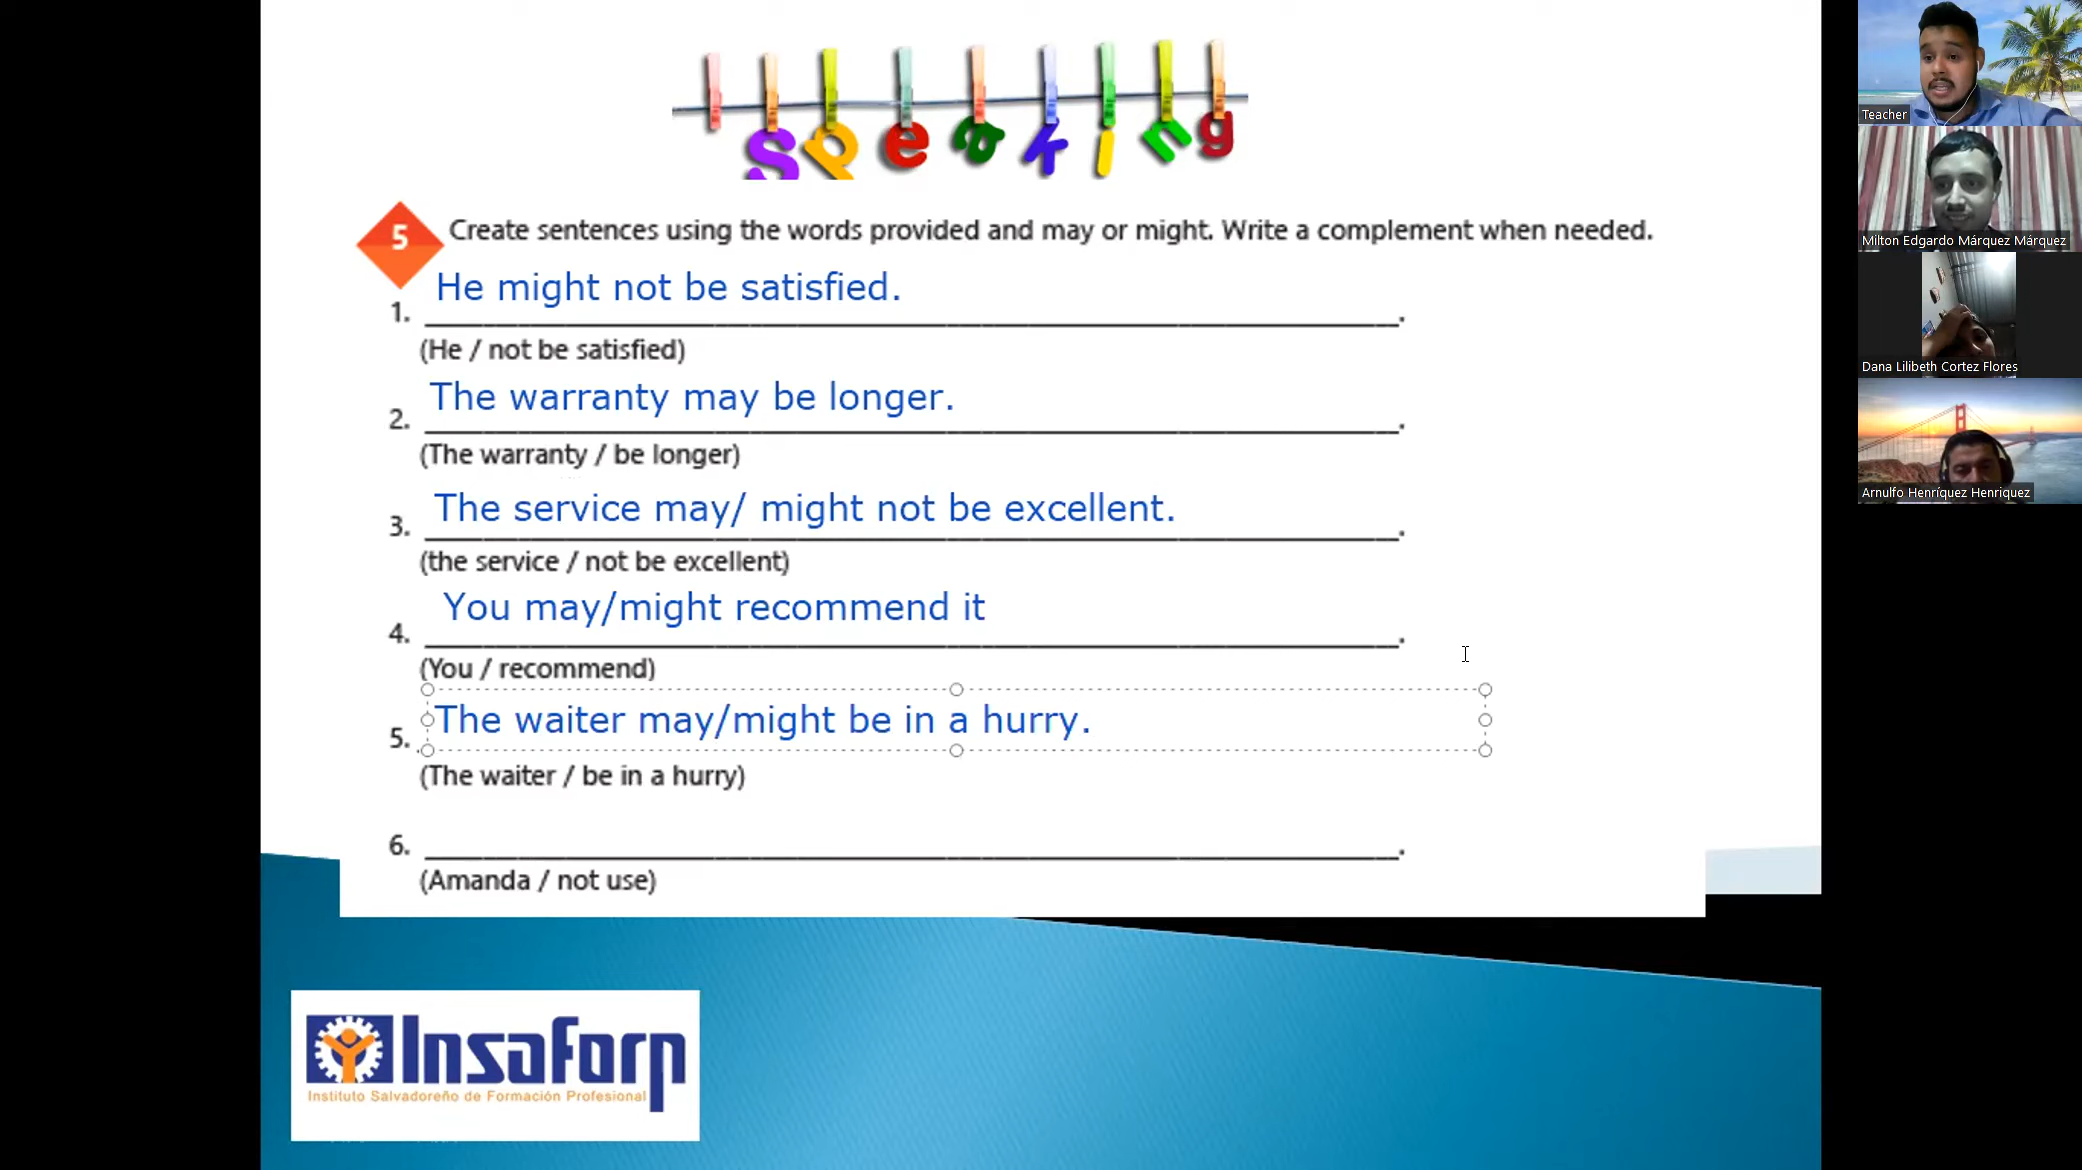 Speaking
5 Create sentences using the words provided and may or might. Write a complement when needed.
He might not be satisfied.
1. .
(He / not be satisfied)
The warranty may be longer.
2. .
(The warranty / be longer)
The service may/ might not be excellent.
3. .
(the service / not be excellent)
You may/might recommend it
4. .
(You / recommend)
The waiter may/might be in a hurry.
5.
(The waiter / be in a hurry)
6. .
(Amanda / not use)
Insaforp
Instituto Salvadoreño de Formación Profesional
Teacher
Milton Edgardo Márquez Márquez
Dana Lilibeth Cortez Flores
Arnulfo Henríquez Henriquez